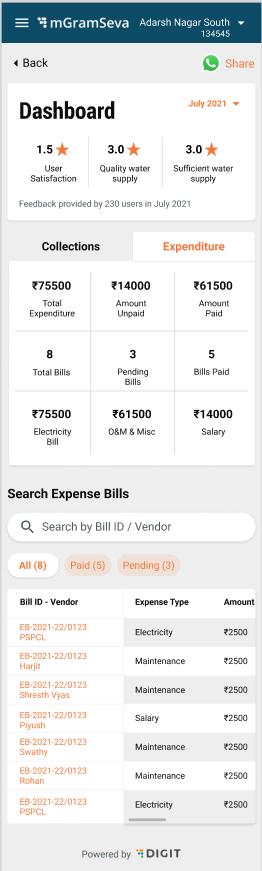 mGramSeva
Adarsh Nagar South
134545
Back
Share
Dashboard
July 2021
1.5
3.0
3.0
User Satisfaction
Quality water supply
Sufficient water supply
Feedback provided by 230 users in July 2021
Collections
Expenditure
₹75500
₹14000
₹61500
Total Expenditure
Amount Unpaid
Amount Paid
8
3
5
Total Bills
Pending Bills
Bills Paid
₹75500
₹61500
₹14000
Electricity Bill
O&M & Misc
Salary
Search Expense Bills
Search by Bill ID / Vendor
All (8)
Paid (5)
Pending (3)
Bill ID - Vendor
Expense Type
Amount
EB-2021-22/0123
PSPCL
Electricity
₹2500
EB-2021-22/0123
Harjit
Maintenance
₹2500
EB-2021-22/0123
Shresth Vyas
Maintenance
₹2500
EB-2021-22/0123
Piyush
Salary
₹2500
EB-2021-22/0123
Swathy
Maintenance
₹2500
EB-2021-22/0123
Rohan
Maintenance
₹2500
EB-2021-22/0123
PSPCL
Electricity
₹2500
Powered by DIGIT